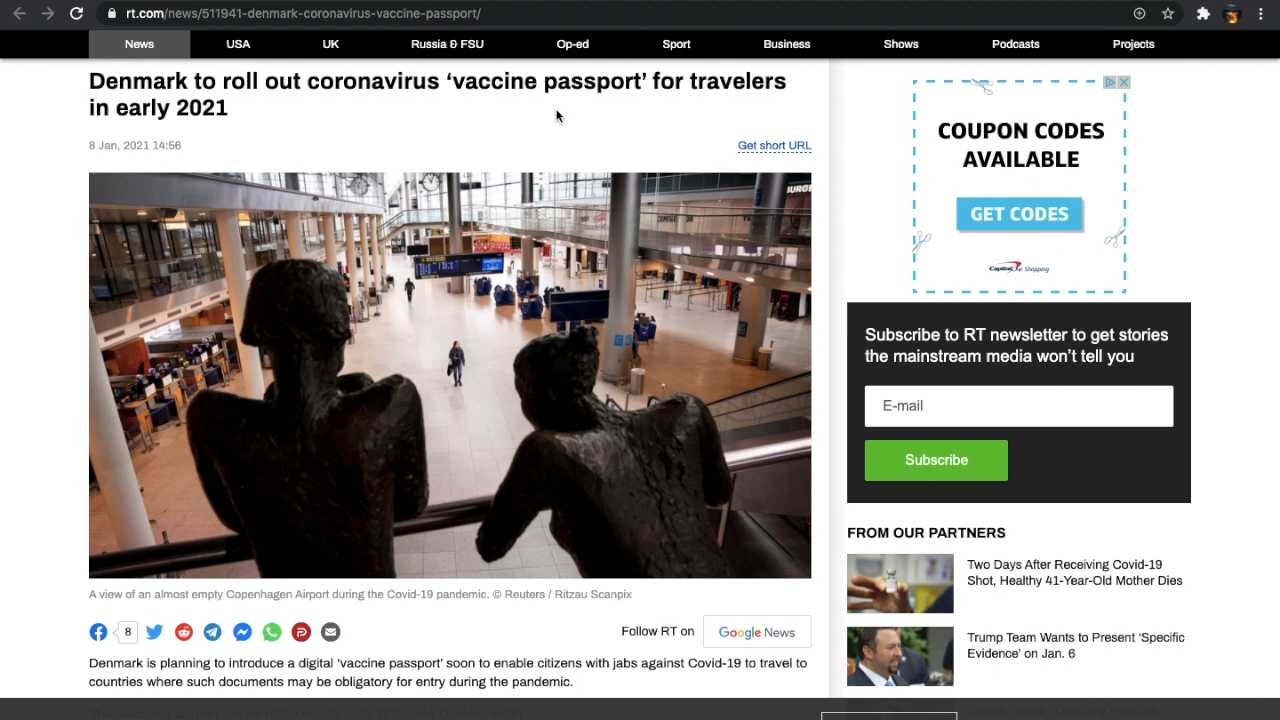 rt.com/news/511941-denmark-coronavirus-vaccine-passport/
News USA UK Russia & FSU Op-ed Sport Business Shows Podcasts Projects
Denmark to roll out coronavirus ‘vaccine passport’ for travelers
in early 2021
8 Jan, 2021 14:56
Get short URL
A view of an almost empty Copenhagen Airport during the Covid-19 pandemic. © Reuters / Ritzau Scanpix
8
Follow RT on
Google News
Denmark is planning to introduce a digital ‘vaccine passport’ soon to enable citizens with jabs against Covid-19 to travel to
countries where such documents may be obligatory for entry during the pandemic.
COUPON CODES
AVAILABLE
GET CODES
Capital One Shopping
Subscribe to RT newsletter to get stories
the mainstream media won’t tell you
E-mail
Subscribe
FROM OUR PARTNERS
Two Days After Receiving Covid-19
Shot, Healthy 41-Year-Old Mother Dies
Trump Team Wants to Present ‘Specific
Evidence’ on Jan. 6